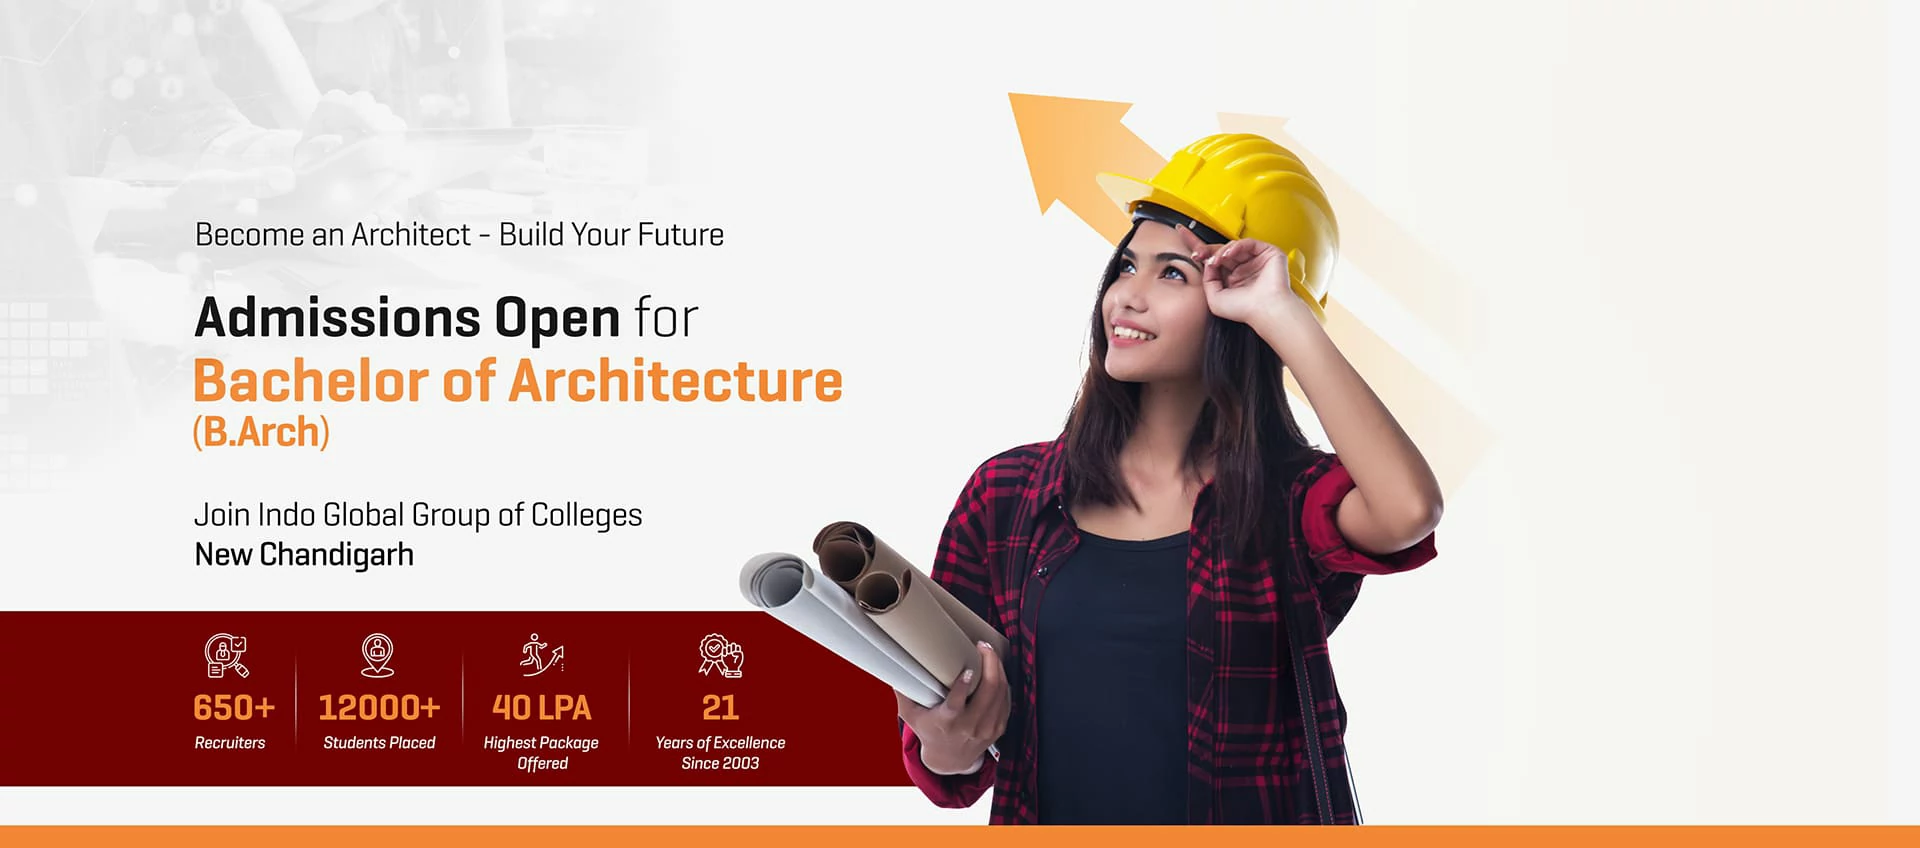 Become an Architect - Build Your Future
Admissions Open for
Bachelor of Architecture
(B.Arch)
Join Indo Global Group of Colleges
New Chandigarh
650+
Recruiters
12000+
Students Placed
40 LPA
Highest Package
Offered
21
Years of Excellence
Since 2003